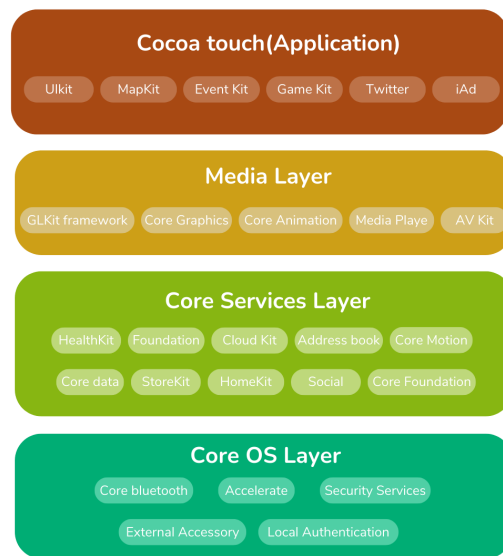 Cocoa touch(Application)
UIkit MapKit Event Kit Game Kit Twitter iAd
Media Layer
GLKit framework Core Graphics Core Animation Media Playe AV Kit
Core Services Layer
HealthKit Foundation Cloud Kit Address book Core Motion
Core data StoreKit HomeKit Social Core Foundation
Core OS Layer
Core bluetooth Accelerate Security Services
External Accessory Local Authentication